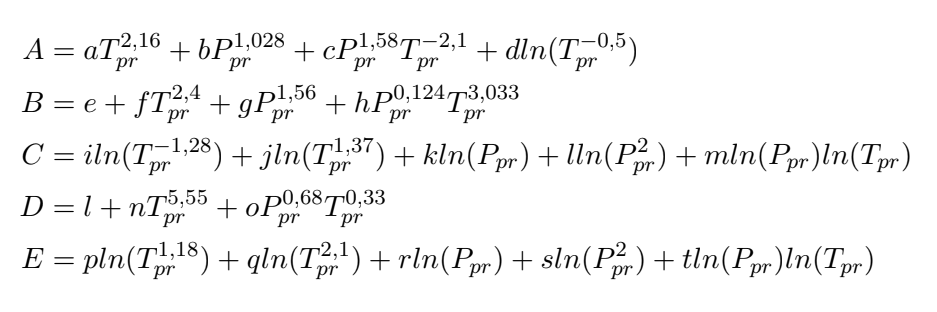 A = aT_{pr}^{2,16} + bP_{pr}^{1,028} + cP_{pr}^{1,58}T_{pr}^{-2,1} + dln(T_{pr}^{-0,5})
B = e + fT_{pr}^{2,4} + gP_{pr}^{1,56} + hP_{pr}^{0,124}T_{pr}^{3,033}
C = iln(T_{pr}^{-1,28}) + jln(T_{pr}^{1,37}) + kln(P_{pr}) + lln(P_{pr}^{2}) + mln(P_{pr})ln(T_{pr})
D = l + nT_{pr}^{5,55} + oP_{pr}^{0,68}T_{pr}^{0,33}
E = pln(T_{pr}^{1,18}) + qln(T_{pr}^{2,1}) + rln(P_{pr}) + sln(P_{pr}^{2}) + tln(P_{pr})ln(T_{pr})